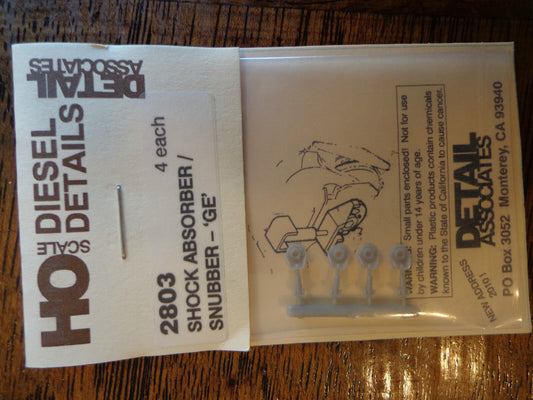 DETAIL
ASSOCIATES
HO
SCALE
DIESEL
DETAILS
2803
4 each
SHOCK ABSORBER /
SNUBBER – 'GE'
WARNING: Small parts enclosed! Not for use
by children under 14 years of age.
WARNING: Plastic products contain chemicals
known to the State of California to cause cancer.
DETAIL
ASSOCIATES
PO Box 3052 Monterey, CA 93940
NEW ADDRESS